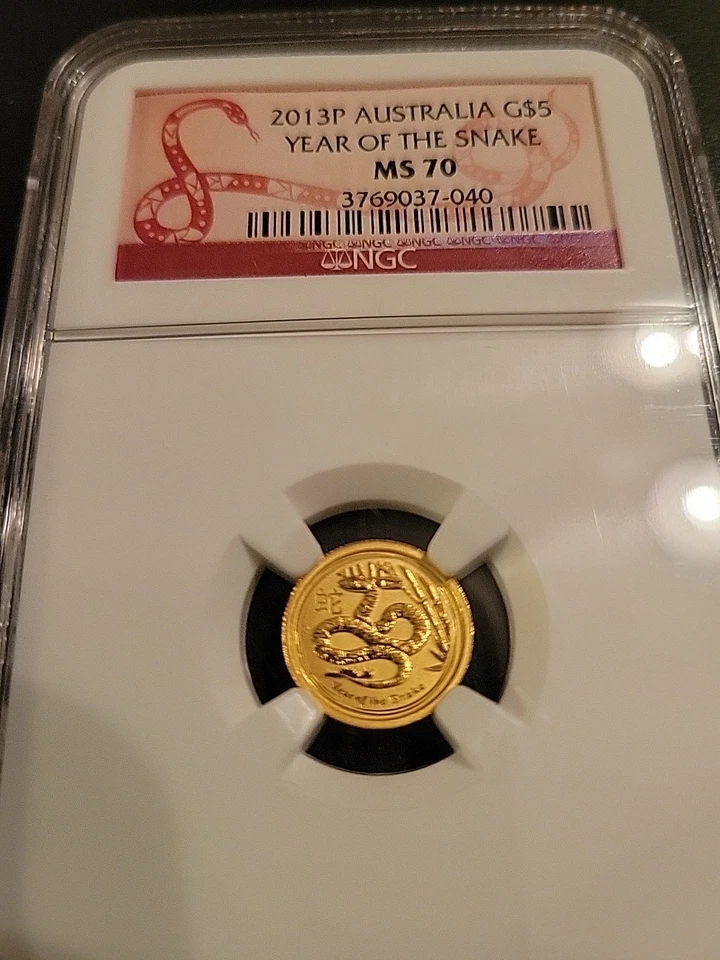 2013P AUSTRALIA G$5
YEAR OF THE SNAKE
MS 70
3769037-040
NGC NGC NGC NGC NGC
NGC
蛇
Year of the Snake